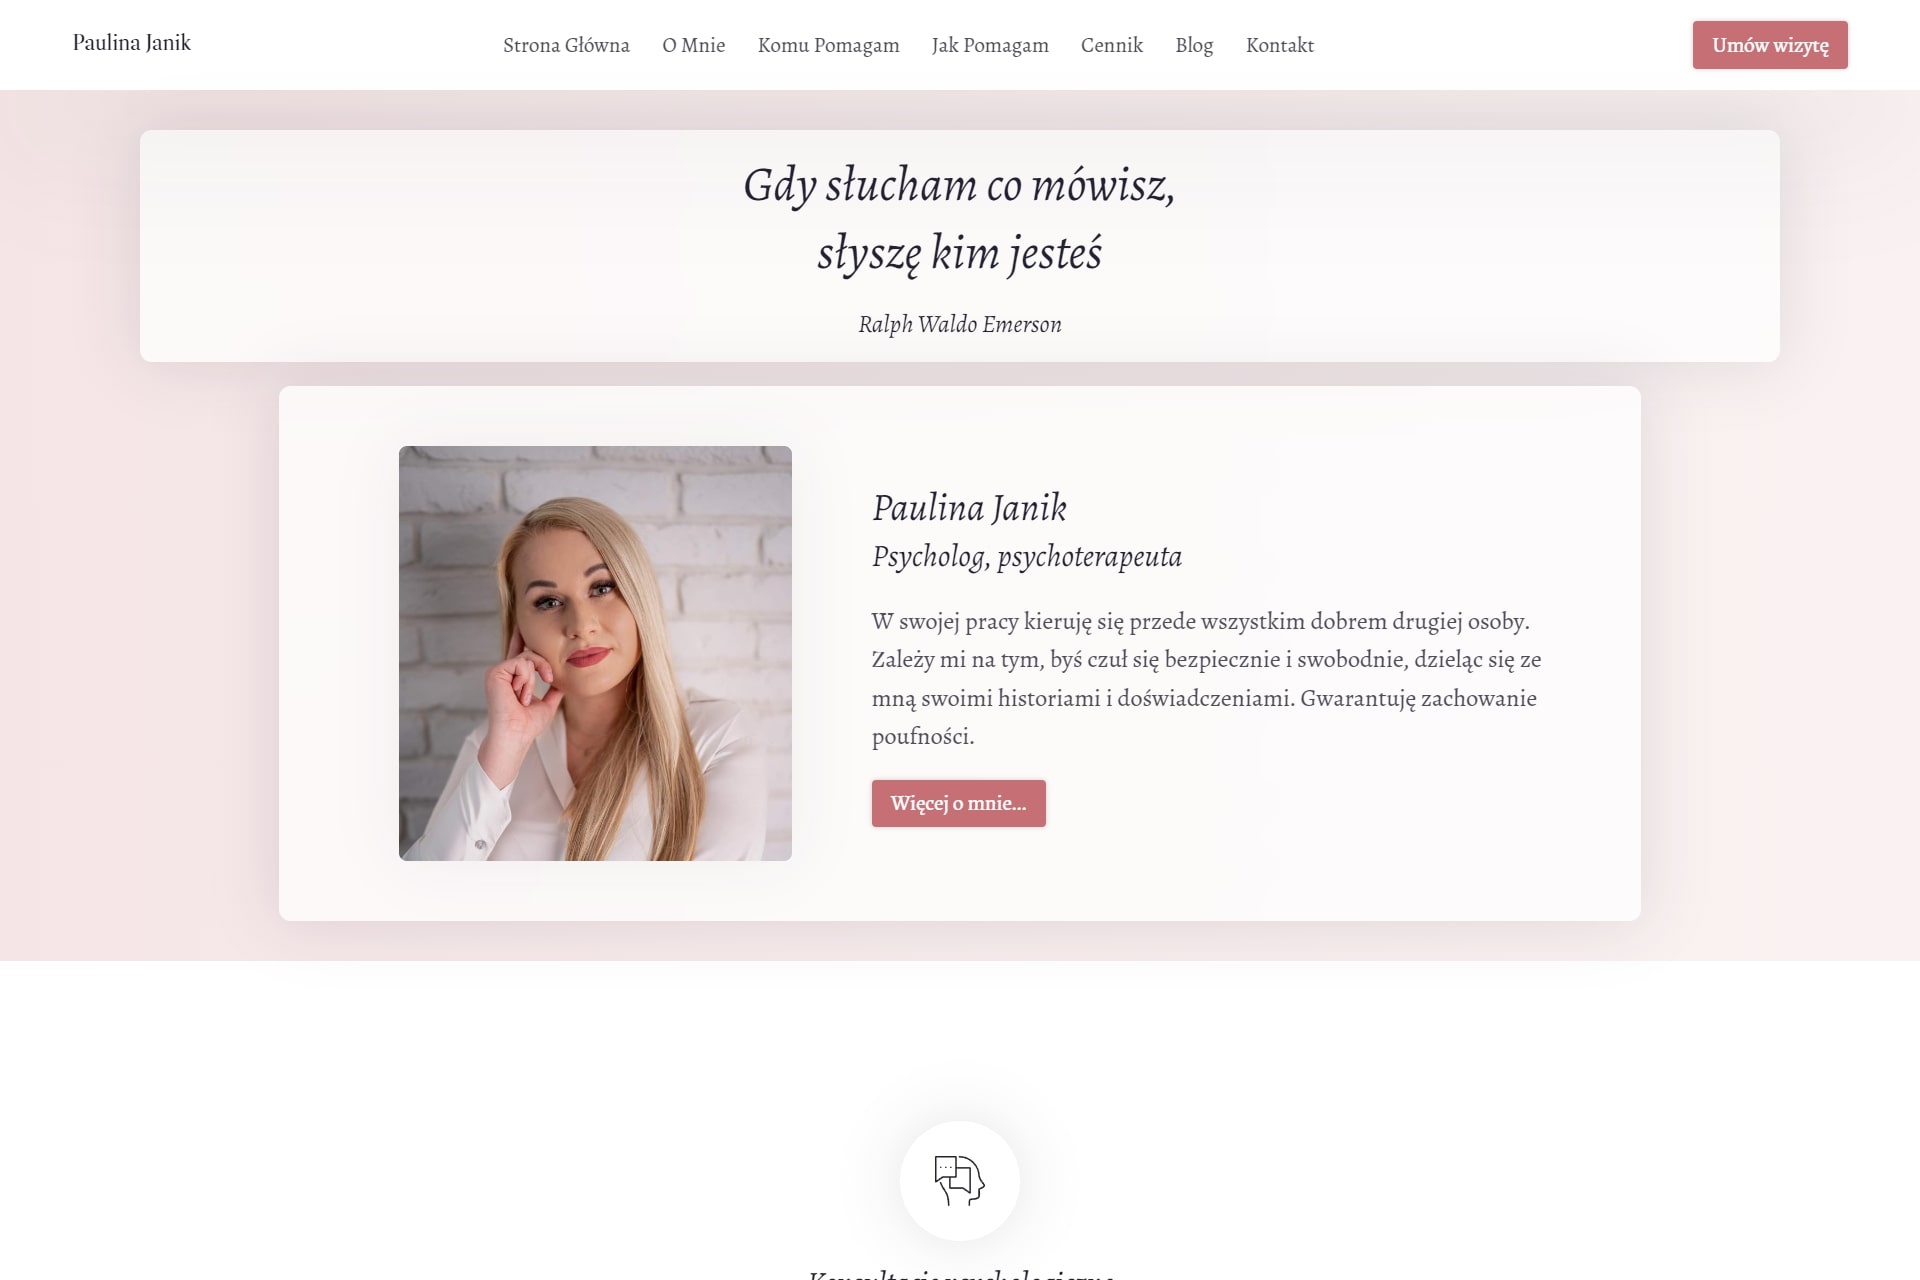 Paulina Janik
Strona Główna
O Mnie
Komu Pomagam
Jak Pomagam
Cennik
Blog
Kontakt
Umów wizytę
Gdy słucham co mówisz,
słyszę kim jesteś
Ralph Waldo Emerson
Paulina Janik
Psycholog, psychoterapeuta
W swojej pracy kieruję się przede wszystkim dobrem drugiej osoby.
Zależy mi na tym, byś czuł się bezpiecznie i swobodnie, dzieląc się ze
mną swoimi historiami i doświadczeniami. Gwarantuję zachowanie
poufności.
Więcej o mnie...